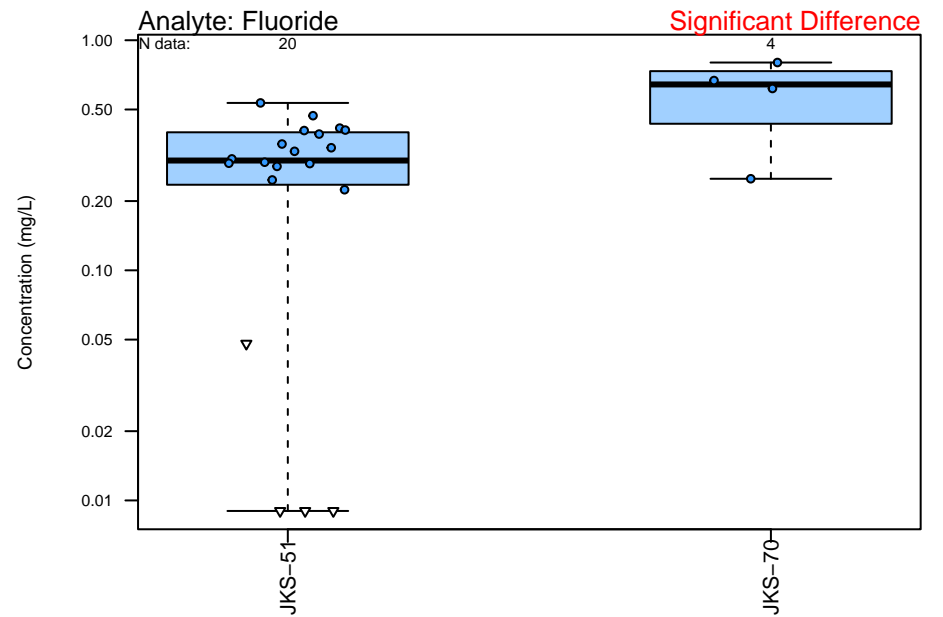 Analyte: Fluoride Significant Difference
N data: 20 4
Concentration (mg/L)
1.00
0.50
0.20
0.10
0.05
0.02
0.01
JKS−51
JKS−70